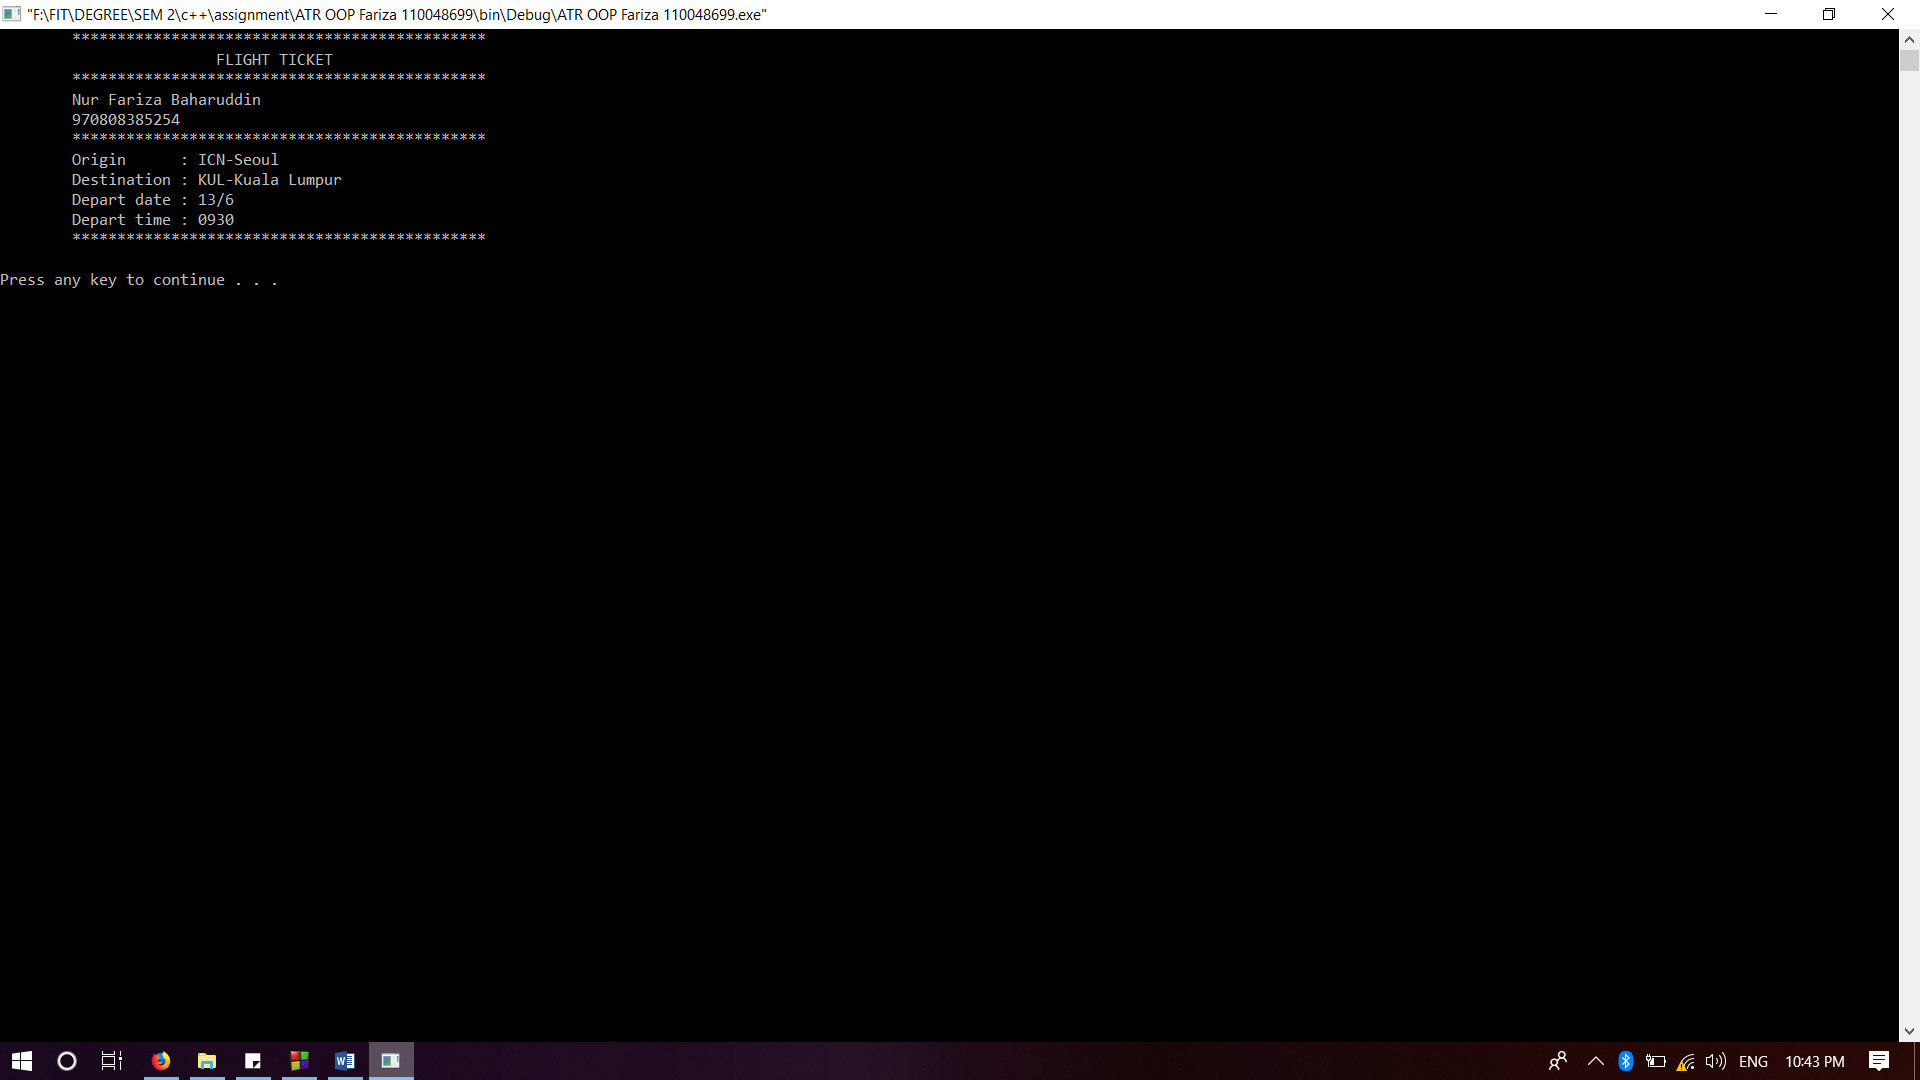 "F:\FIT\DEGREE\SEM 2\c++\assignment\ATR OOP Fariza 110048699\bin\Debug\ATR OOP Fariza 110048699.exe"
**********************************************
FLIGHT TICKET
**********************************************
Nur Fariza Baharuddin
970808385254
**********************************************
Origin      : ICN-Seoul
Destination : KUL-Kuala Lumpur
Depart date : 13/6
Depart time : 0930
**********************************************
Press any key to continue . . .
ENG 10:43 PM